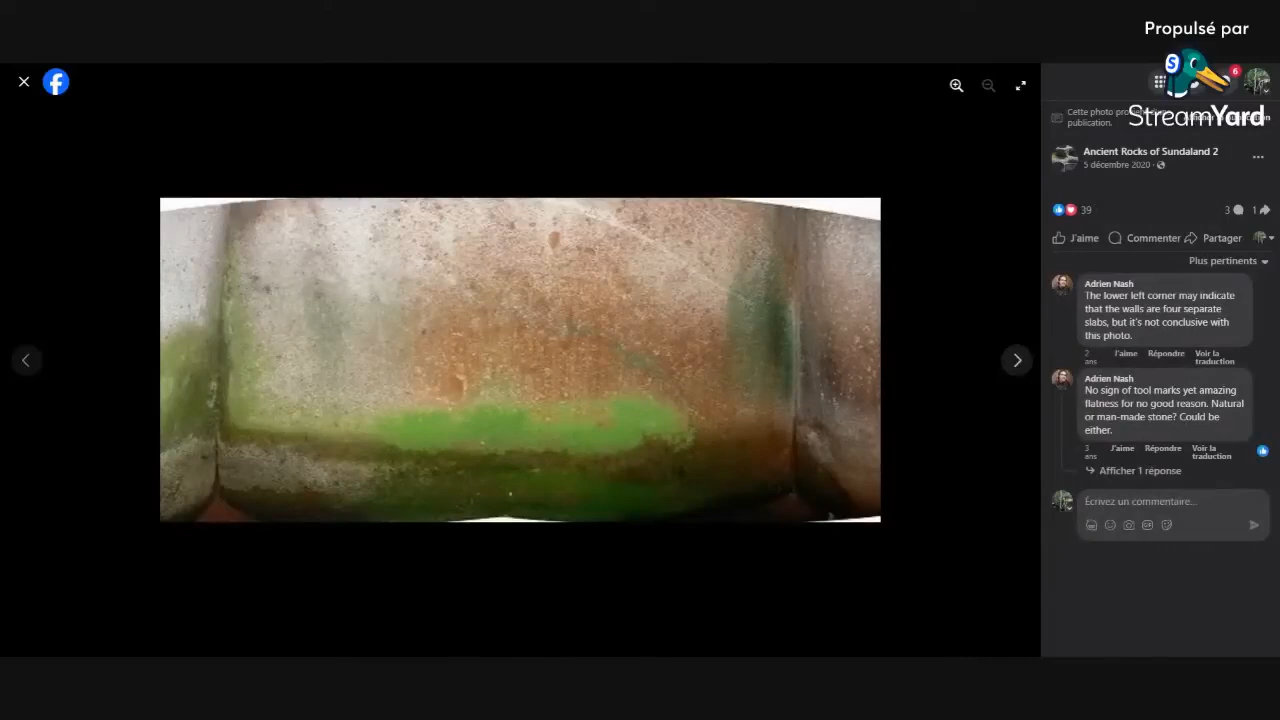 Propulsé par
StreamYard
6
Cette photo
publication.
Ancient Rocks of Sundaland 2
5 décembre 2020
39
3
1
J'aime
Commenter
Partager
Plus pertinents
Adrien Nash
The lower left corner may indicate
that the walls are four separate
slabs, but it's not conclusive with
this photo.
2 ans
J'aime
Répondre
Voir la traduction
Adrien Nash
No sign of tool marks yet amazing
flatness for no good reason. Natural
or man-made stone? Could be
either.
3 ans
J'aime
Répondre
Voir la traduction
Afficher 1 réponse
Écrivez un commentaire...